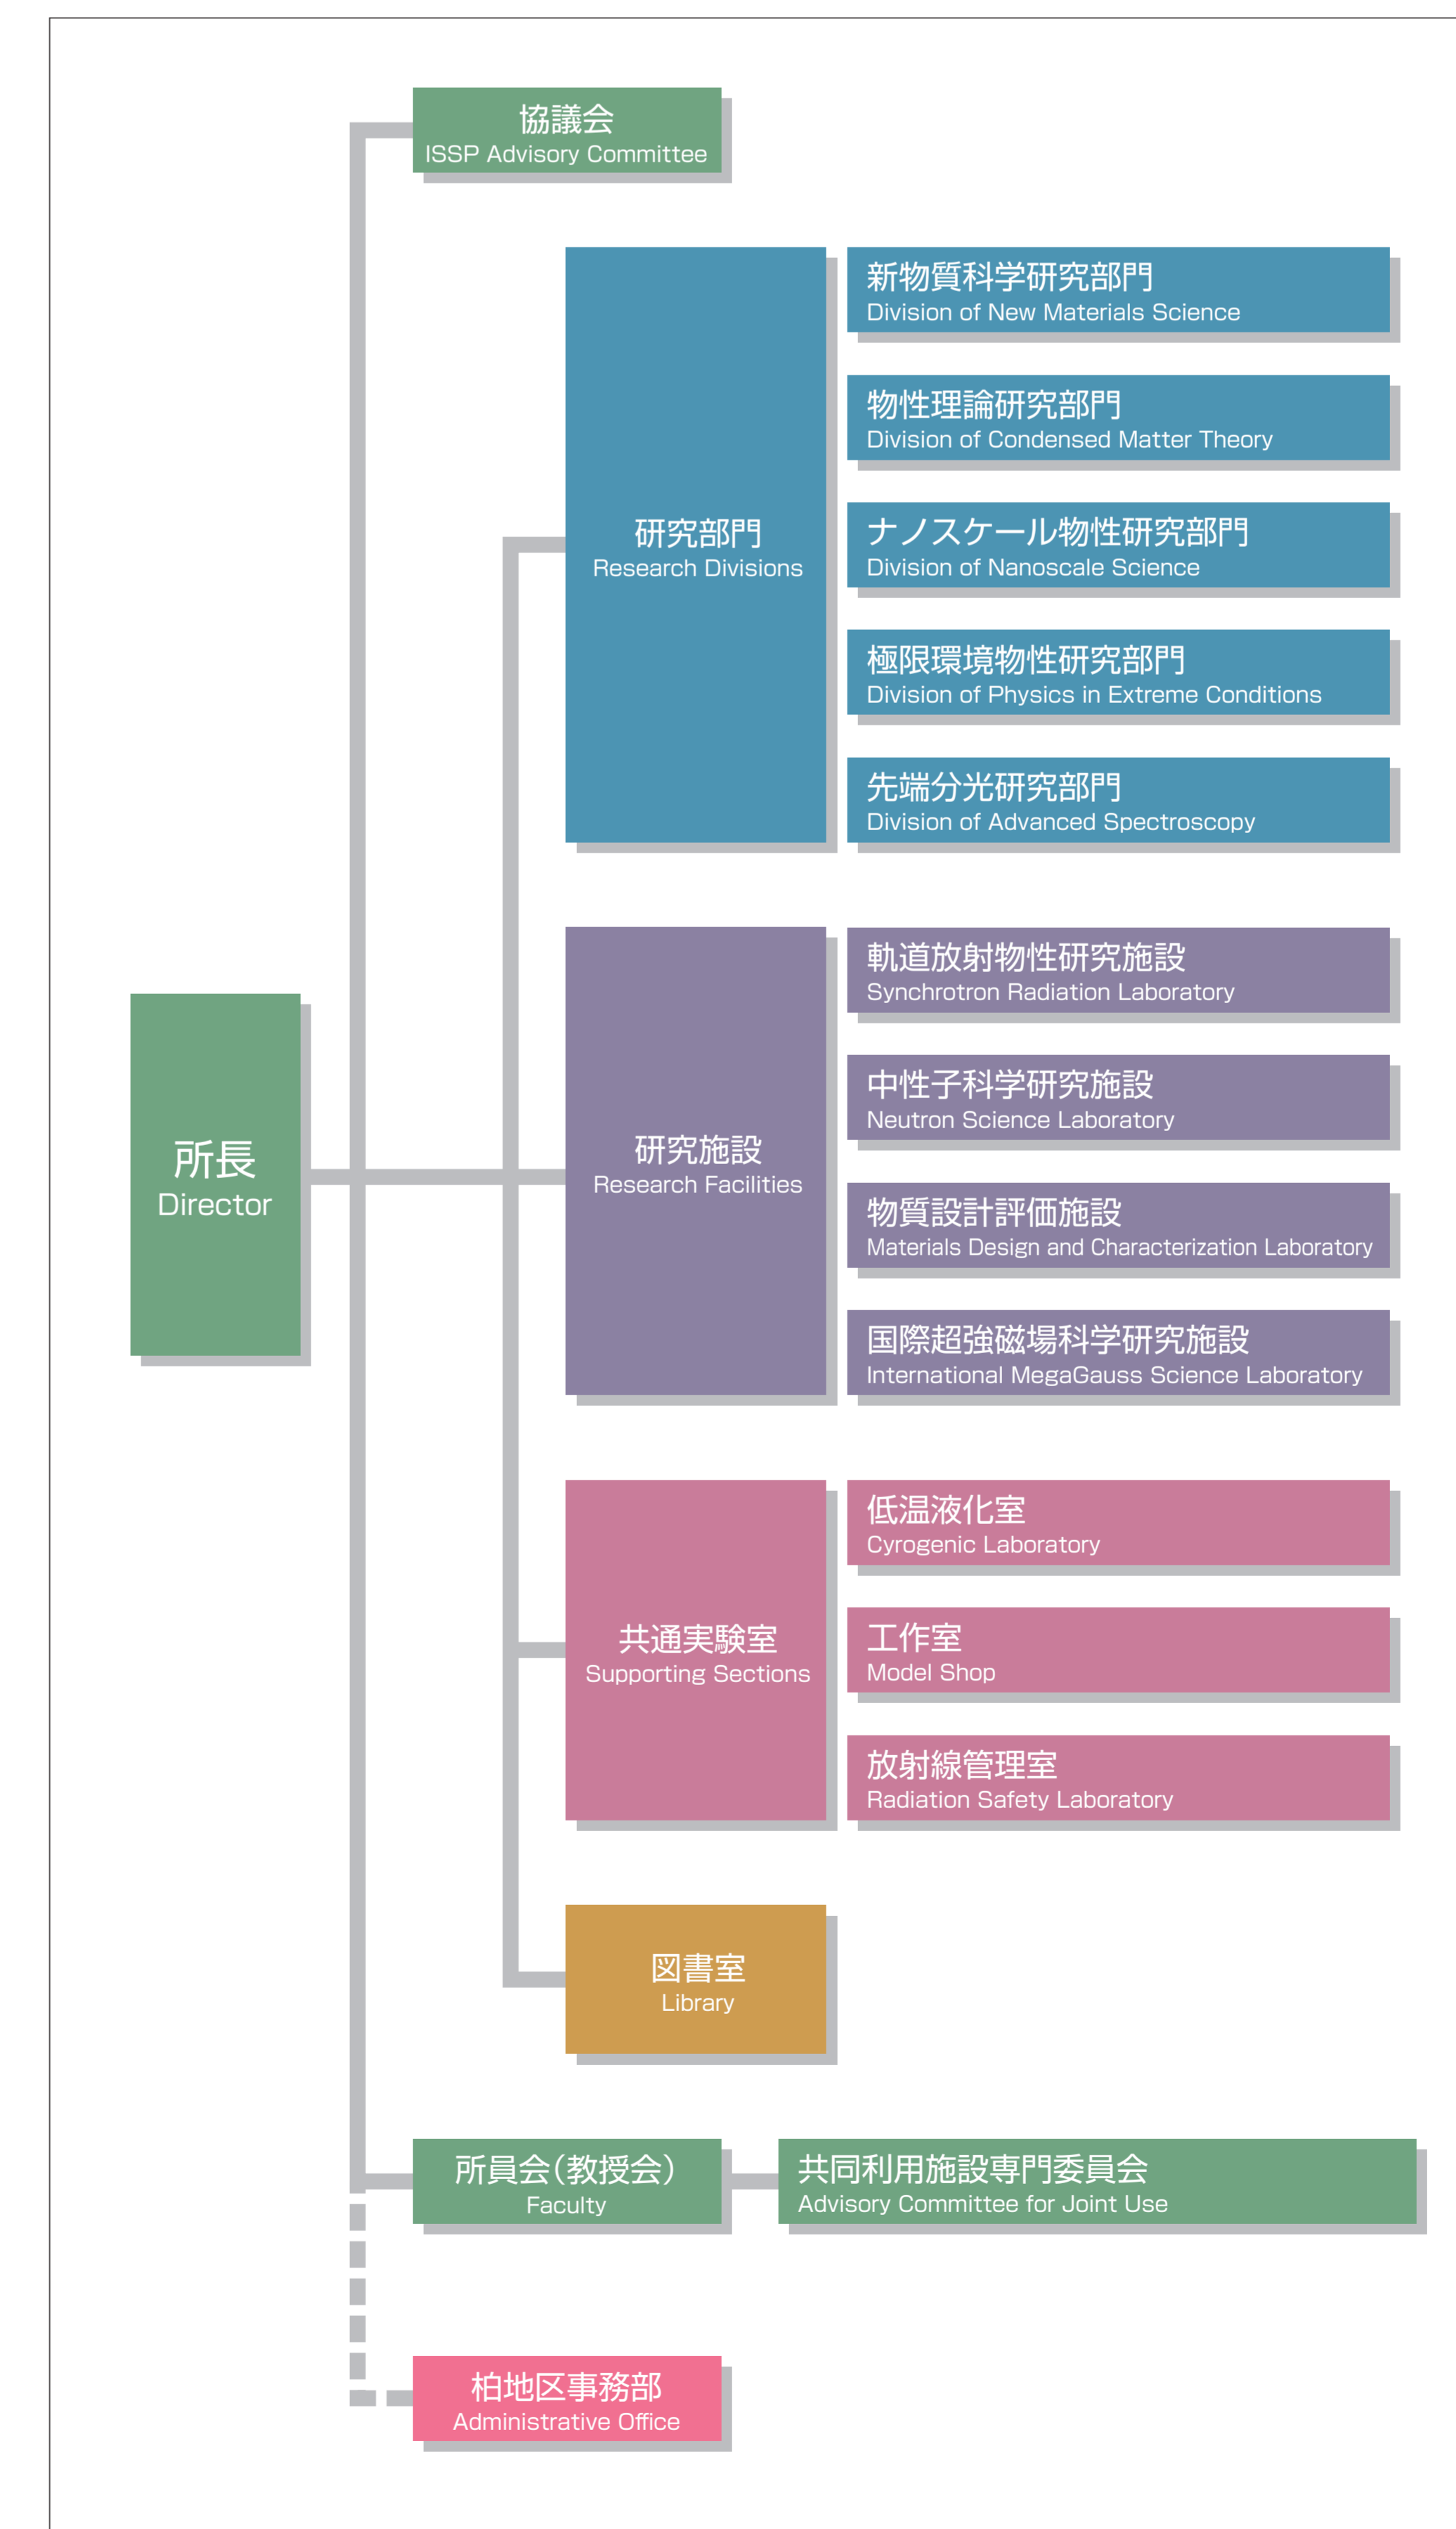 協議会
ISSP Advisory Committee
新物質科学研究部門
Division of New Materials Science
物性理論研究部門
Division of Condensed Matter Theory
研究部門
Research Divisions
ナノスケール物性研究部門
Division of Nanoscale Science
極限環境物性研究部門
Division of Physics in Extreme Conditions
先端分光研究部門
Division of Advanced Spectroscopy
所長
Director
研究施設
Research Facilities
軌道放射物性研究施設
Synchrotron Radiation Laboratory
中性子科学研究施設
Neutron Science Laboratory
物質設計評価施設
Materials Design and Characterization Laboratory
国際超強磁場科学研究施設
International MegaGauss Science Laboratory
共通実験室
Supporting Sections
低温液化室
Cyrogenic Laboratory
工作室
Model Shop
放射線管理室
Radiation Safety Laboratory
図書室
Library
所員会(教授会)
Faculty
共同利用施設専門委員会
Advisory Committee for Joint Use
柏地区事務部
Administrative Office